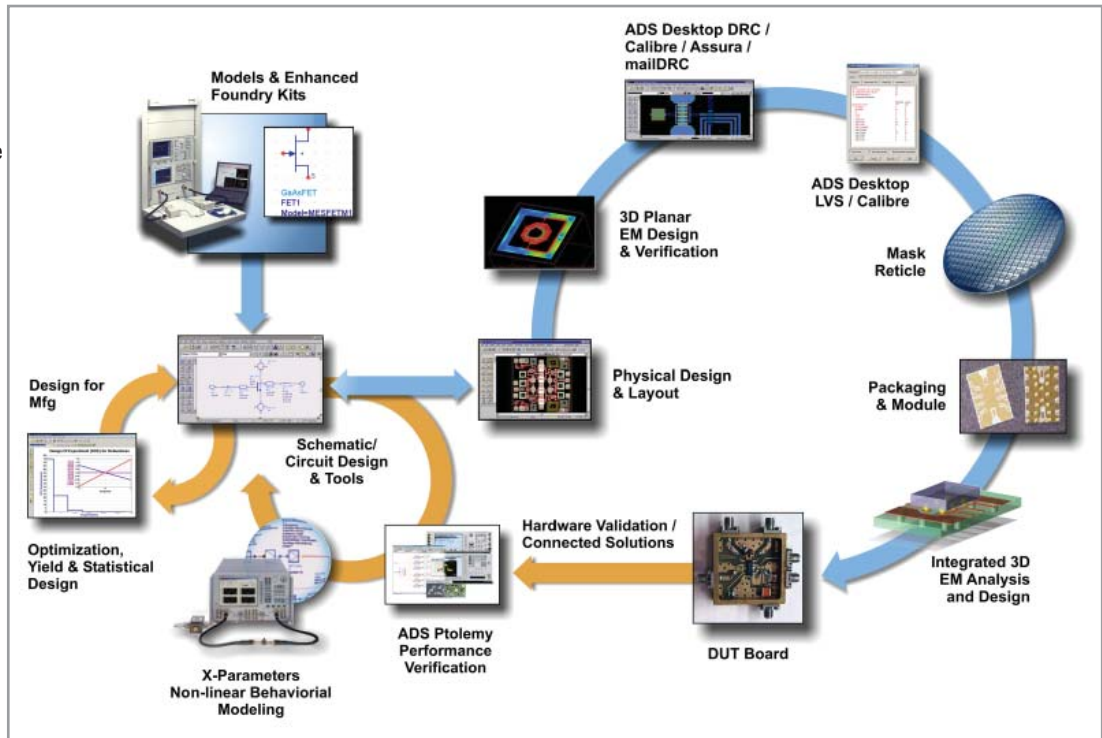 Models & Enhanced
Foundry Kits
GaAsFET
FET1
Model=MESFETM1
ADS Desktop DRC /
Calibre / Assura /
mailDRC
ADS Desktop
LVS / Calibre
3D Planar
EM Design
& Verification
Mask
Reticle
Design for
Mfg
Physical Design
& Layout
Packaging
& Module
Schematic/
Circuit Design
& Tools
Optimization,
Yield & Statistical
Design
Hardware Validation /
Connected Solutions
Integrated 3D
EM Analysis
and Design
ADS Ptolemy
Performance
Verification
DUT Board
X-Parameters
Non-linear Behaviorial
Modeling